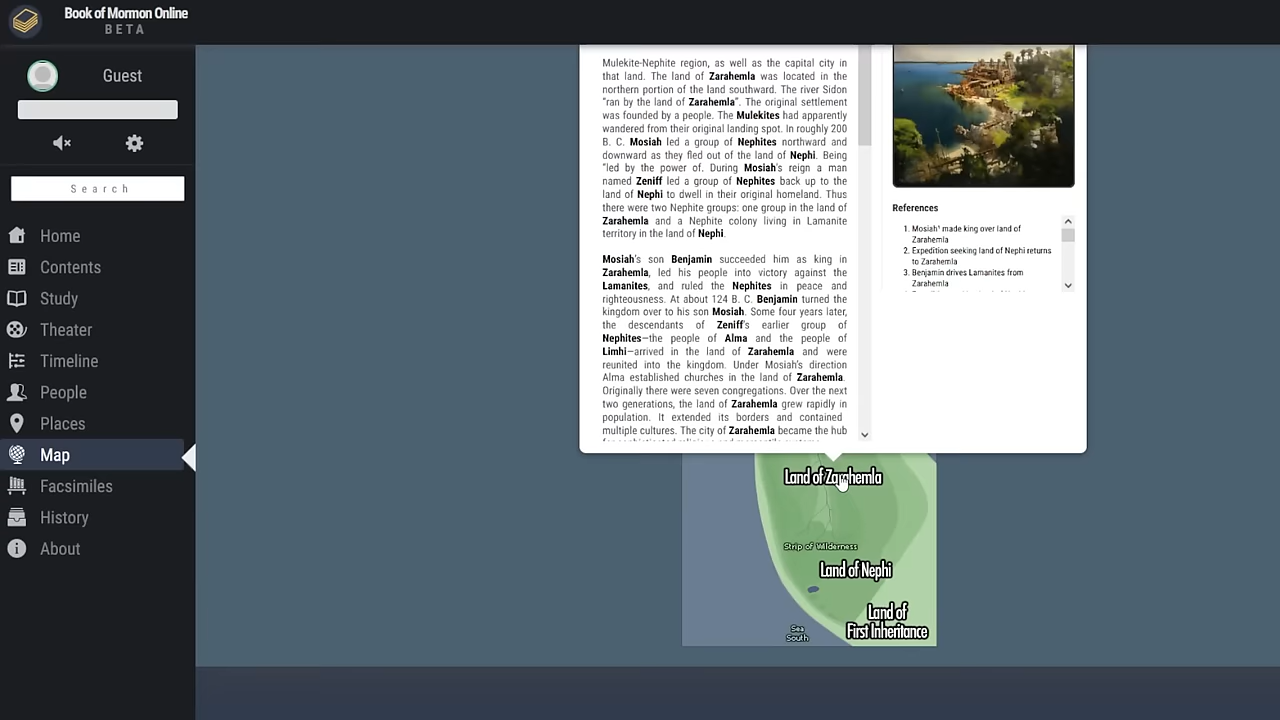 Book of Mormon Online
BETA
Guest
Search
Home
Contents
Study
Theater
Timeline
People
Places
Map
Facsimiles
History
About
Mulekite-Nephite region, as well as the capital city in
that land. The land of Zarahemla was located in the
northern portion of the land southward. The river Sidon
"ran by the land of Zarahemla". The original settlement
was founded by a people. The Mulekites had apparently
wandered from their original landing spot. In roughly 200
B. C. Mosiah led a group of Nephites northward and
downward as they fled out of the land of Nephi. Being
"led by the power of. During Mosiah's reign a man
named Zeniff led a group of Nephites back up to the
land of Nephi to dwell in their original homeland. Thus
there were two Nephite groups: one group in the land of
Zarahemla and a Nephite colony living in Lamanite
territory in the land of Nephi.
Mosiah's son Benjamin succeeded him as king in
Zarahemla, led his people into victory against the
Lamanites, and ruled the Nephites in peace and
righteousness. At about 124 B. C. Benjamin turned the
kingdom over to his son Mosiah. Some four years later,
the descendants of Zeniff's earlier group of
Nephites—the people of Alma and the people of
Limhi—arrived in the land of Zarahemla and were
reunited into the kingdom. Under Mosiah's direction
Alma established churches in the land of Zarahemla.
Originally there were seven congregations. Over the next
two generations, the land of Zarahemla grew rapidly in
population. It extended its borders and contained
multiple cultures. The city of Zarahemla became the hub
References
1. Mosiah¹ made king over land of
Zarahemla
2. Expedition seeking land of Nephi returns
to Zarahemla
3. Benjamin drives Lamanites from
Zarahemla
Land of Zarahemla
Strip of Wilderness
Land of Nephi
Land of
First Inheritance
Sea
South